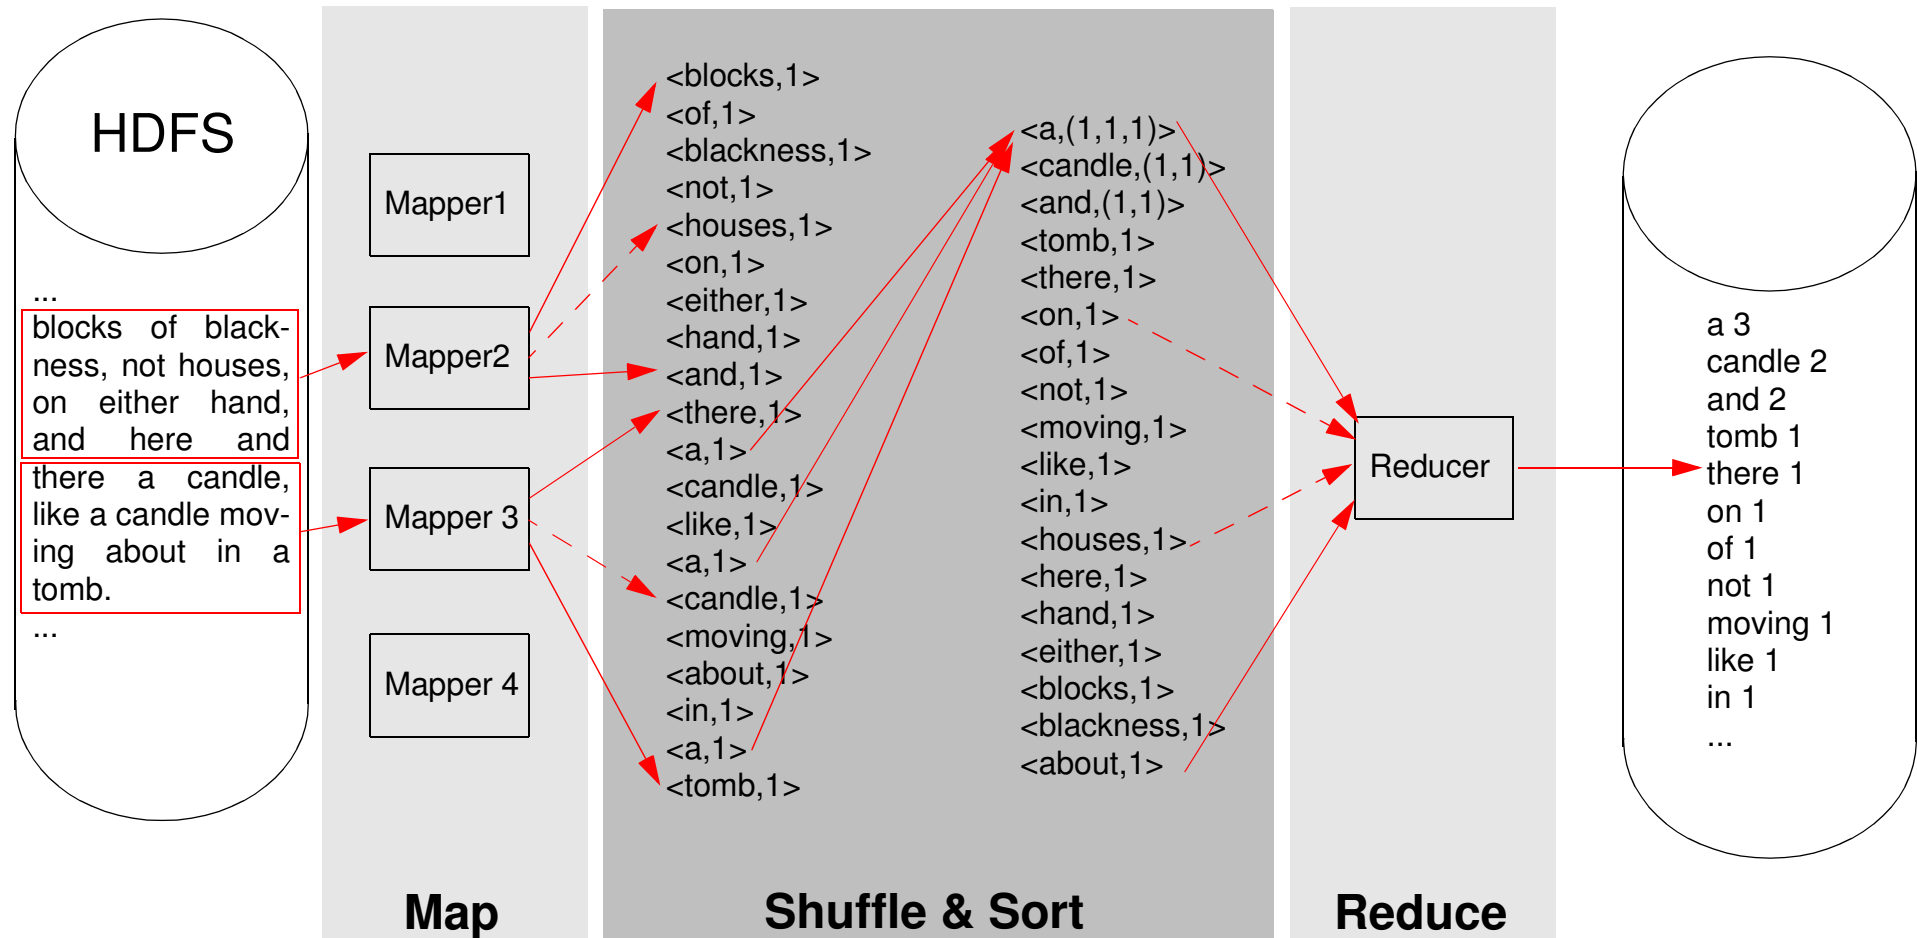 HDFS
...
blocks of black-
ness, not houses,
on either hand,
and here and
there a candle,
like a candle mov-
ing about in a
tomb.
...
Mapper1
Mapper2
Mapper 3
Mapper 4
Map
<blocks,1>
<of,1>
<blackness,1>
<not,1>
<houses,1>
<on,1>
<either,1>
<hand,1>
<and,1>
<there,1>
<a,1>
<candle,1>
<like,1>
<a,1>
<candle,1>
<moving,1>
<about,1>
<in,1>
<a,1>
<tomb,1>
<a,(1,1,1)>
<candle,(1,1)>
<and,(1,1)>
<tomb,1>
<there,1>
<on,1>
<of,1>
<not,1>
<moving,1>
<like,1>
<in,1>
<houses,1>
<here,1>
<hand,1>
<either,1>
<blocks,1>
<blackness,1>
<about,1>
Shuffle & Sort
Reducer
Reduce
a 3
candle 2
and 2
tomb 1
there 1
on 1
of 1
not 1
moving 1
like 1
in 1
...